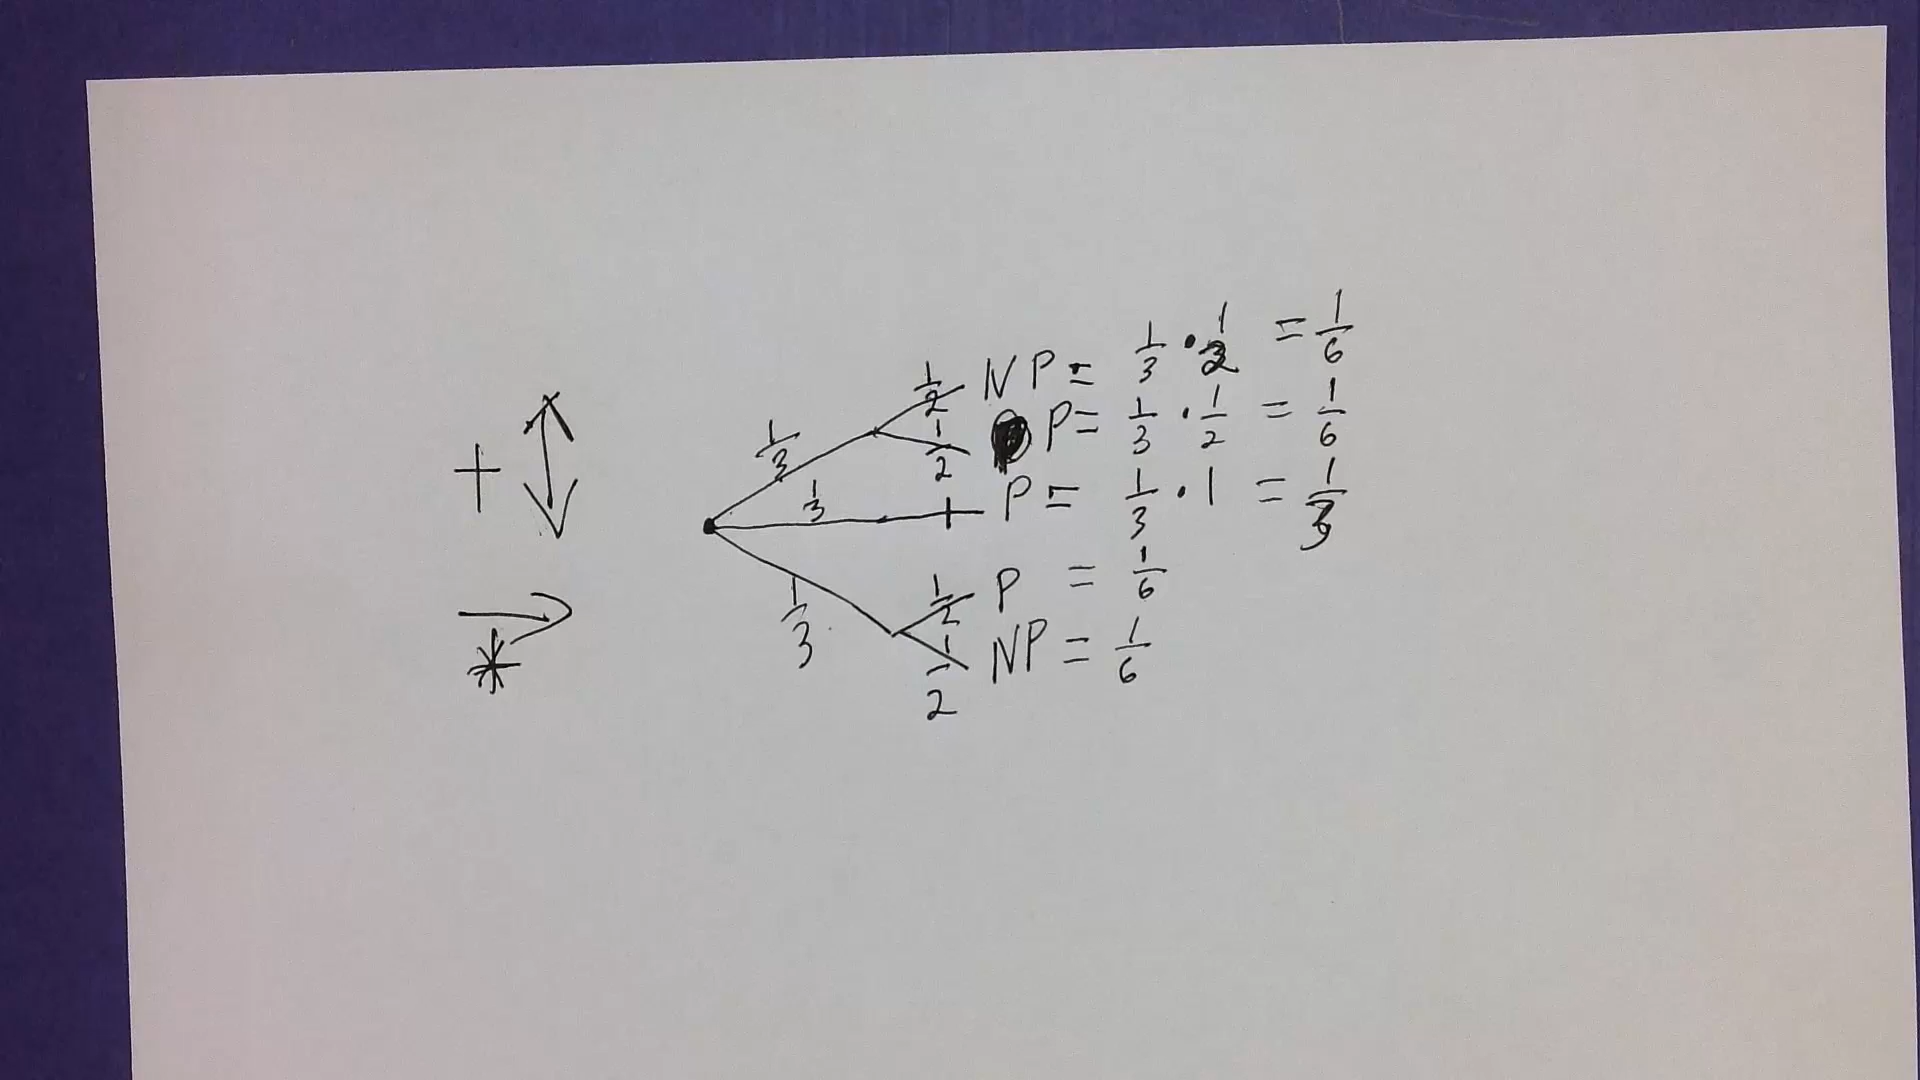 1/3 1/2 NP = 1/3 · 1/2 = 1/6
1/2 P = 1/3 · 1/2 = 1/6
+ 1/3 1 P = 1/3 · 1 = 1/3
1/3 1/2 P = 1/6
* 1/2 NP = 1/6